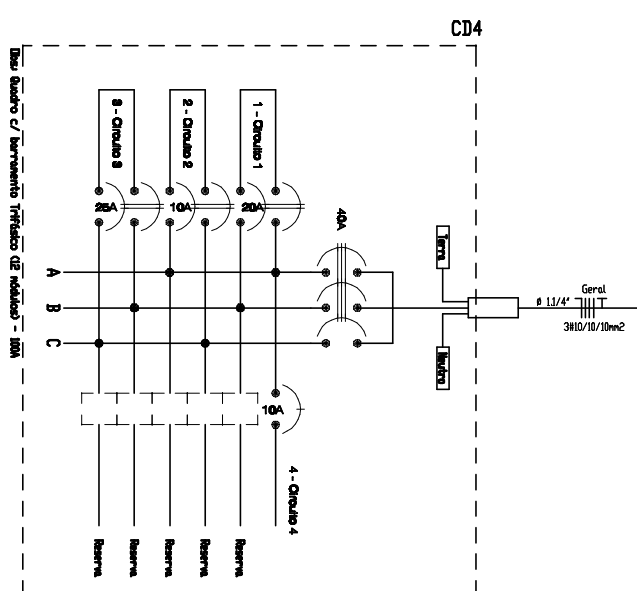 CD4
3 - Circuito 3
2 - Circuito 2
1 - Circuito 1
25A
10A
20A
40A
A
B
C
Terra
Neutro
Geral
ø 1.1/4"
3#10/10/10mm2
10A
4 - Circuito 4
Reserva
Reserva
Reserva
Reserva
Reserva
Quadro c/ barramento Trifásico (12 módulos) - 100A